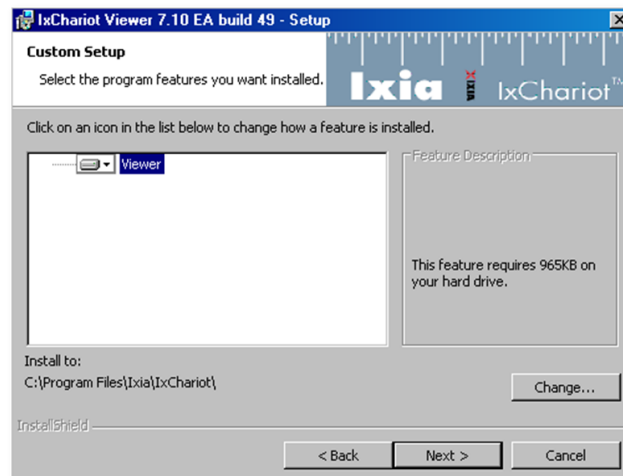 IxChariot Viewer 7.10 EA build 49 - Setup
Custom Setup
Select the program features you want installed.
Ixia IXIA IxChariot™
Click on an icon in the list below to change how a feature is installed.
Viewer
Feature Description
This feature requires 965KB on
your hard drive.
Install to:
C:\Program Files\Ixia\IxChariot\
Change...
InstallShield
< Back Next > Cancel